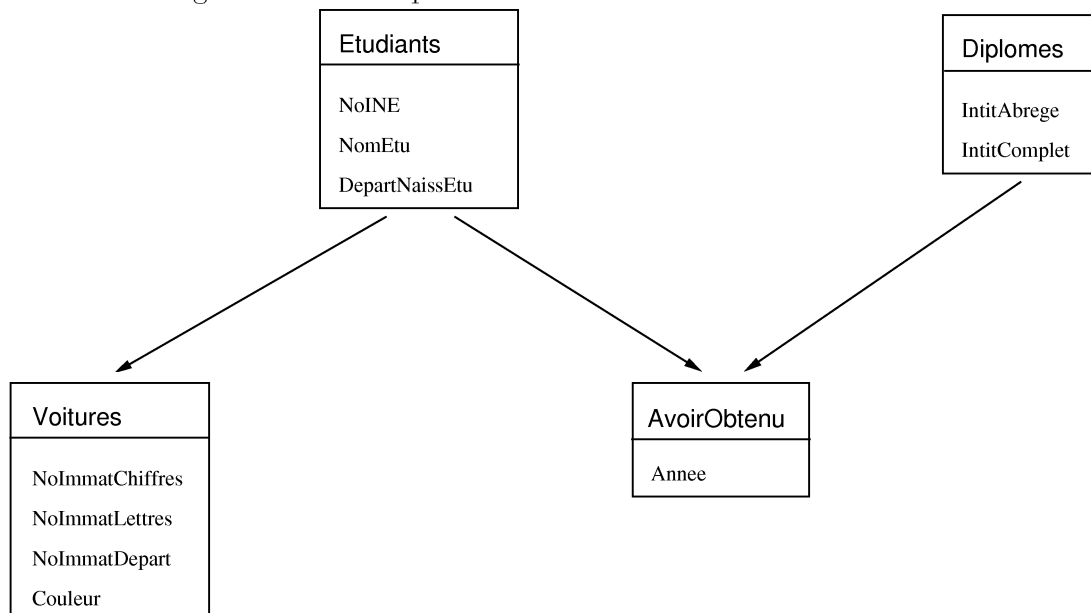 Etudiants
NoINE
NomEtu
DepartNaissEtu
Diplomes
IntitAbrege
IntitComplet
Voitures
NoImmatChiffres
NoImmatLettres
NoImmatDepart
Couleur
AvoirObtenu
Annee